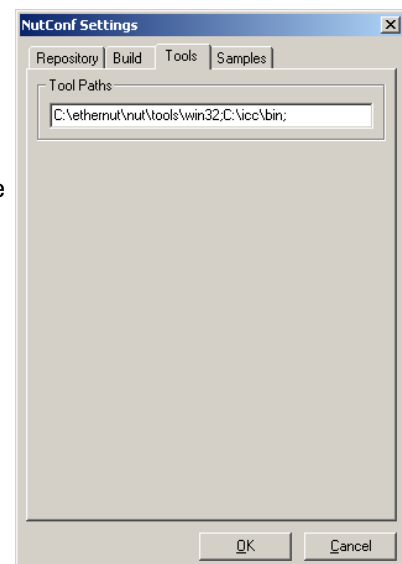 NutConf Settings
Repository Build Tools Samples
Tool Paths
C:\ethernut\nut\tools\win32;C:\icc\bin;
e
OK Cancel